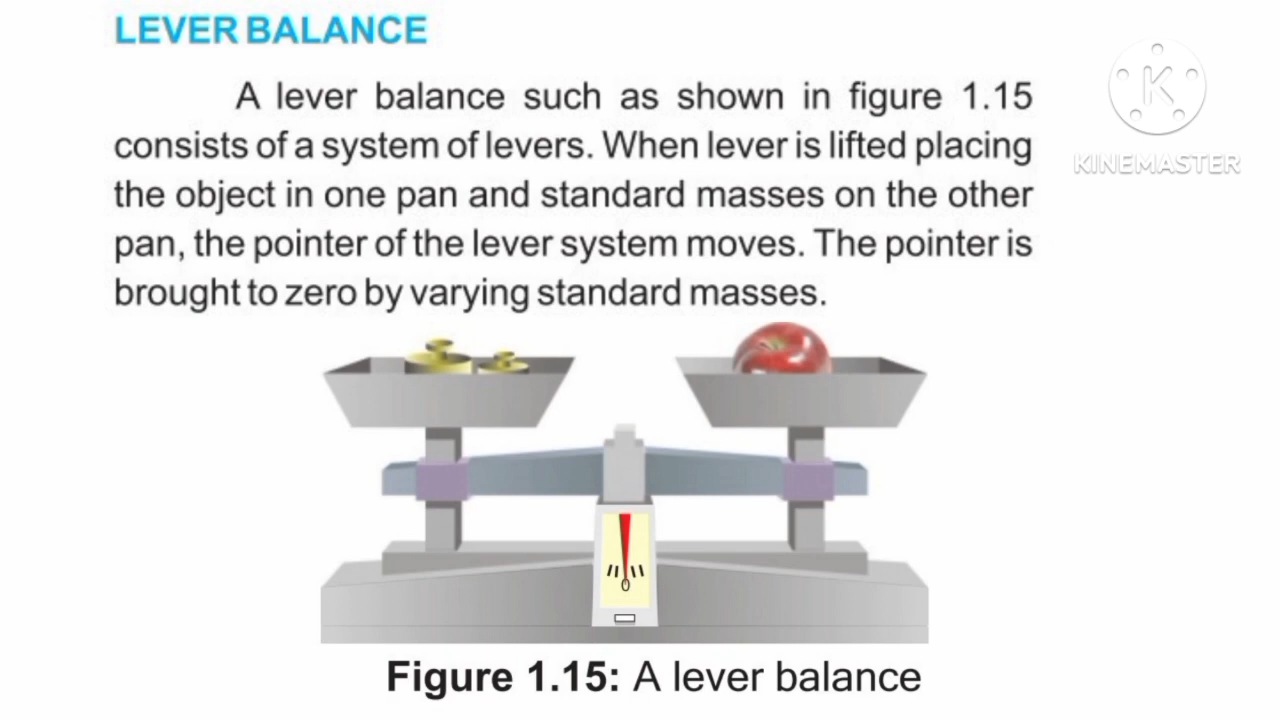 LEVER BALANCE
A lever balance such as shown in figure 1.15
consists of a system of levers. When lever is lifted placing
the object in one pan and standard masses on the other
pan, the pointer of the lever system moves. The pointer is
brought to zero by varying standard masses.
K
KINEMASTER
0
Figure 1.15: A lever balance